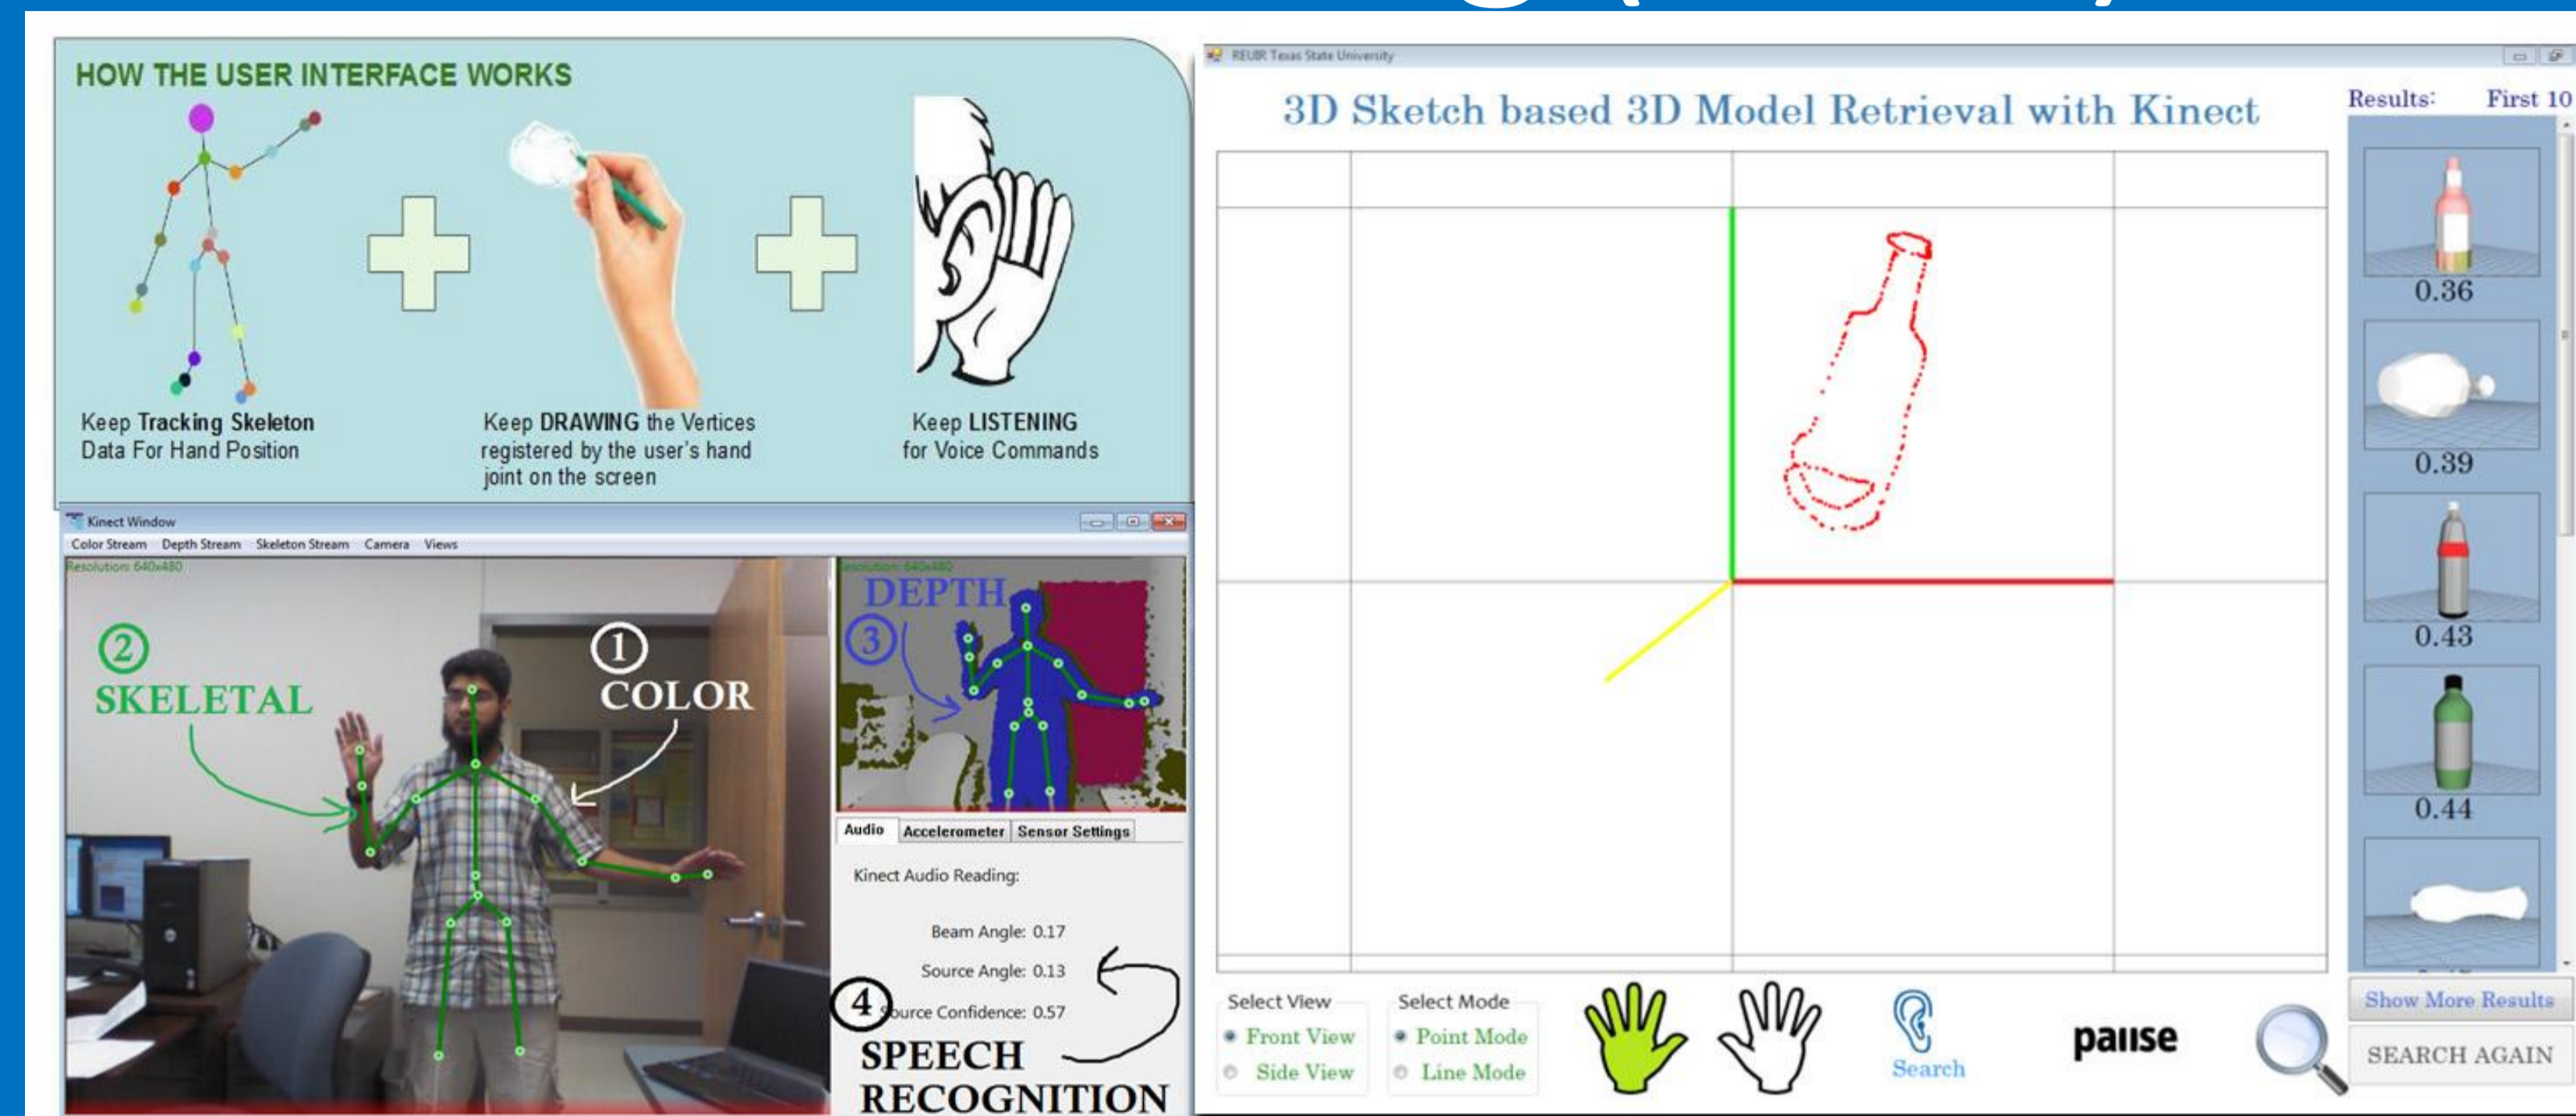 HOW THE USER INTERFACE WORKS
Keep Tracking Skeleton
Data For Hand Position
Keep DRAWING the Vertices
registered by the user's hand
joint on the screen
Keep LISTENING
for Voice Commands
Kinect Window
Color Stream Depth Stream Skeleton Stream Camera Views
Resolution: 640x480
2
SKELETAL
1
COLOR
Resolution: 640x480
DEPTH
3
Audio Accelerometer Sensor Settings
Kinect Audio Reading:
Beam Angle: 0.17
Source Angle: 0.13
Source Confidence: 0.57
4
SPEECH
RECOGNITION
REUIR Texas State University
3D Sketch based 3D Model Retrieval with Kinect
Results: First 10
0.36
0.39
0.43
0.44
Select View
Front View
Side View
Select Mode
Point Mode
Line Mode
Search
pause
Show More Results
SEARCH AGAIN